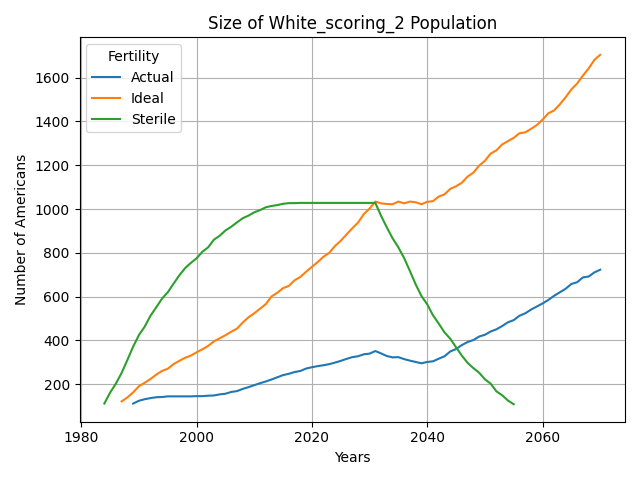 Size of White_scoring_2 Population
Fertility
Actual
Ideal
Sterile
Number of Americans
1600
1400
1200
1000
800
600
400
200
1980
2000
2020
2040
2060
Years